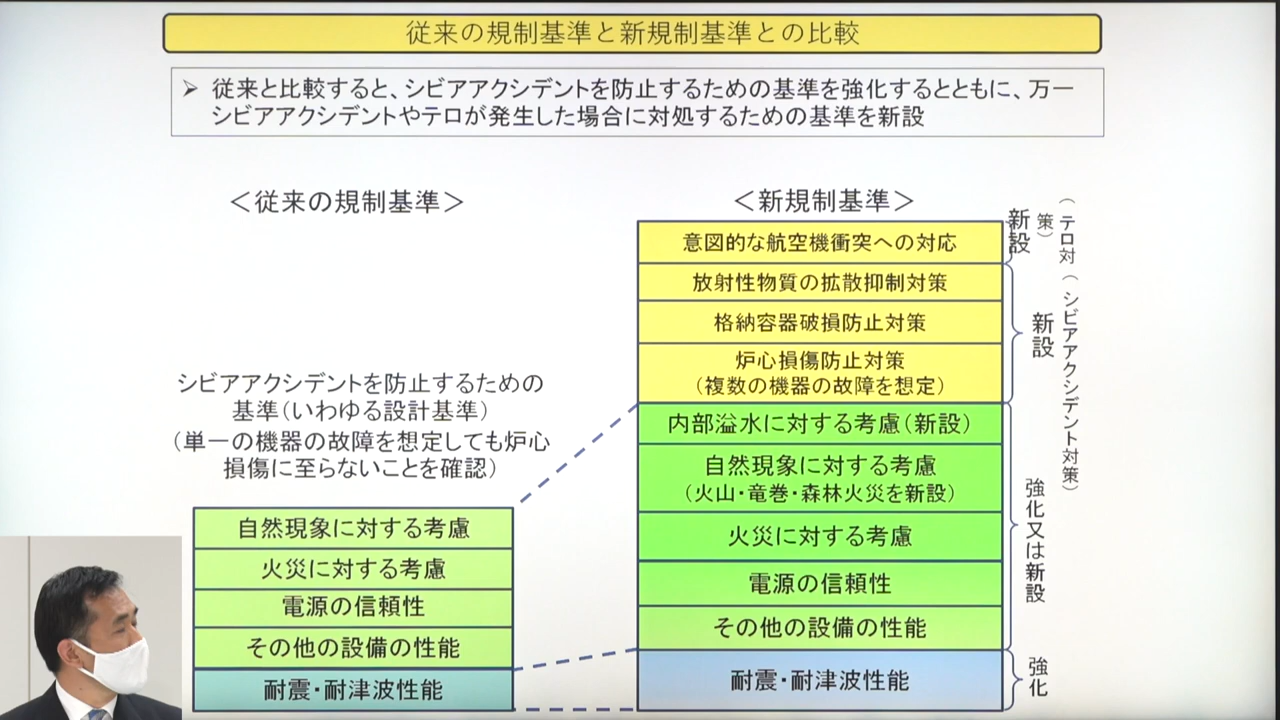 従来の規制基準と新規制基準との比較
➢ 従来と比較すると、シビアアクシデントを防止するための基準を強化するとともに、万一
シビアアクシデントやテロが発生した場合に対処するための基準を新設
＜従来の規制基準＞
シビアアクシデントを防止するための
基準（いわゆる設計基準）
（単一の機器の故障を想定しても炉心
損傷に至らないことを確認）
自然現象に対する考慮
火災に対する考慮
電源の信頼性
その他の設備の性能
耐震・耐津波性能
＜新規制基準＞
意図的な航空機衝突への対応
放射性物質の拡散抑制対策
格納容器破損防止対策
炉心損傷防止対策
（複数の機器の故障を想定）
内部溢水に対する考慮（新設）
自然現象に対する考慮
（火山・竜巻・森林火災を新設）
火災に対する考慮
電源の信頼性
その他の設備の性能
耐震・耐津波性能
新設
（テロ対
策）
新設
（シビアアクシデント対策）
強化又は新設
強化